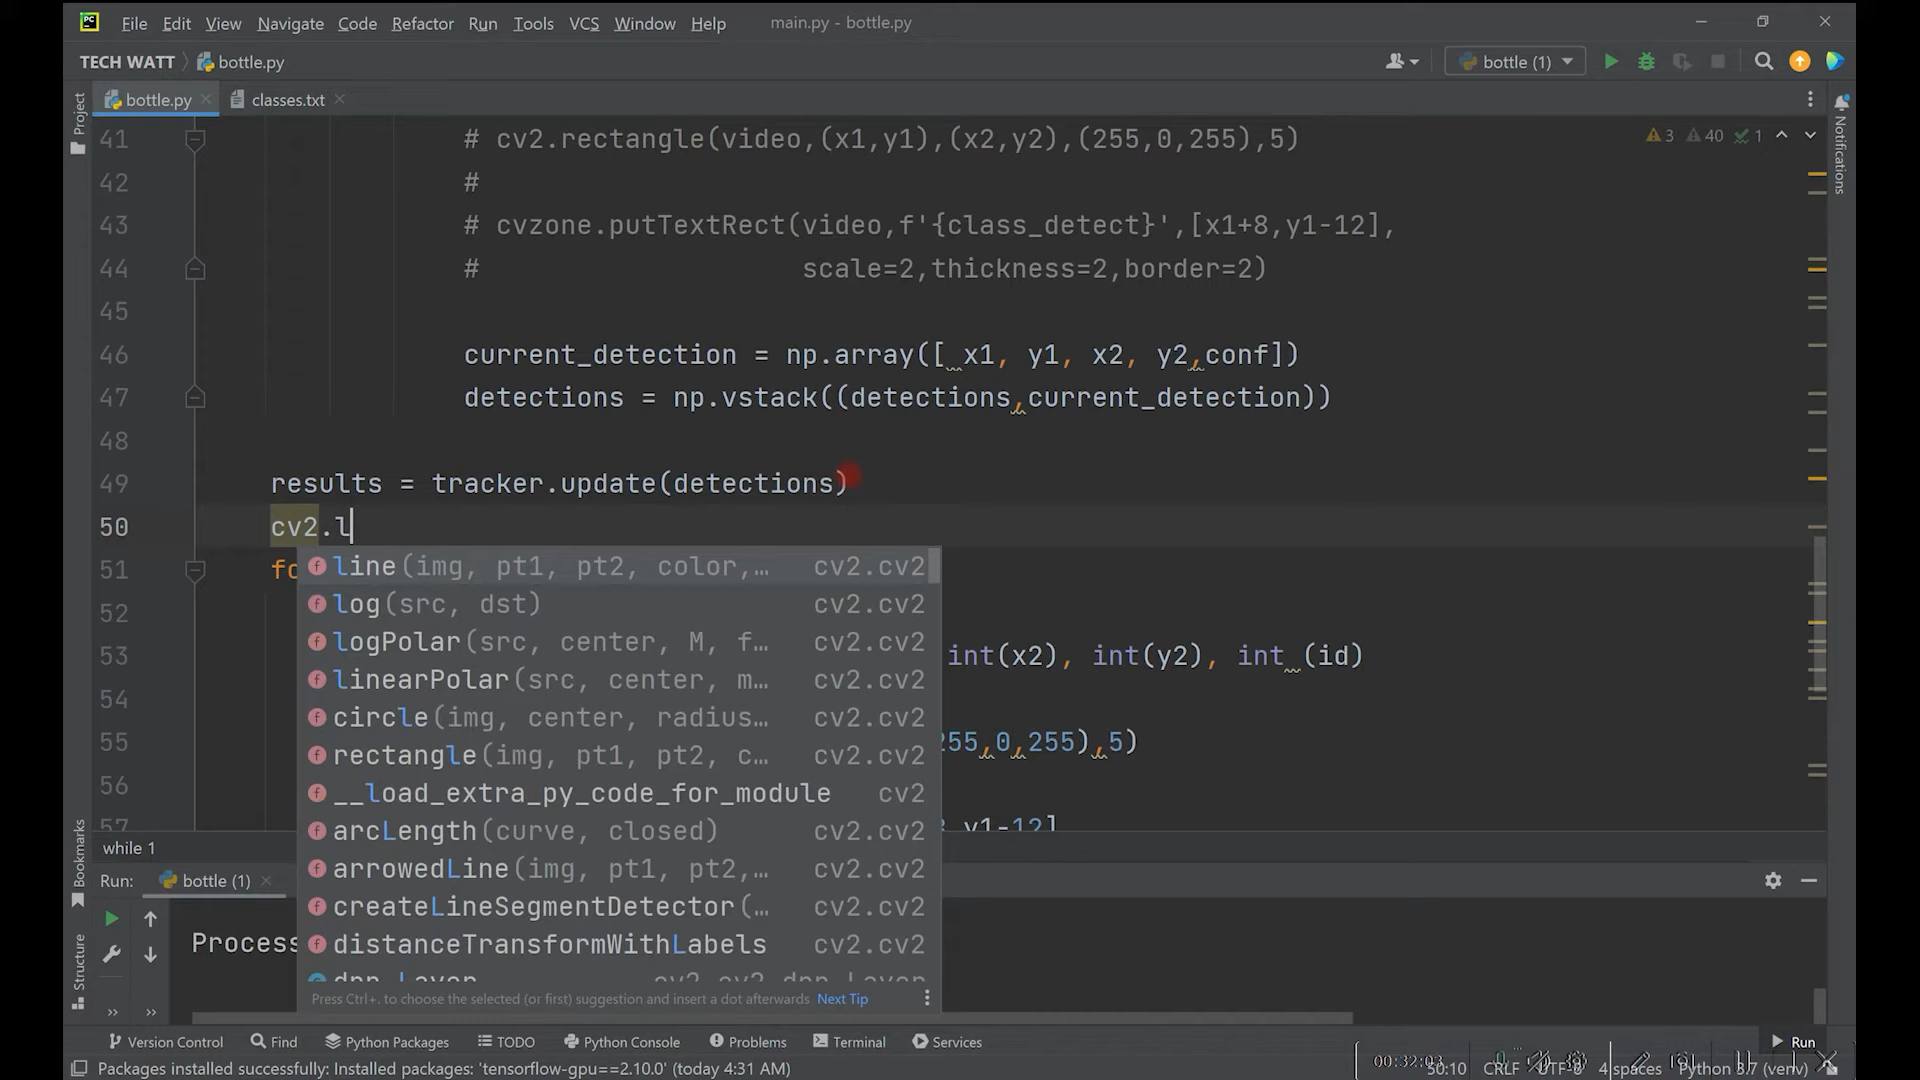 File Edit View Navigate Code Refactor Run Tools VCS Window Help main.py - bottle.py
TECH WATT bottle.py bottle (1)
bottle.py classes.txt
Project
Notifications
3 40 1
41 # cv2.rectangle(video,(x1,y1),(x2,y2),(255,0,255),5)
42 #
43 # cvzone.putTextRect(video,f'{class_detect}',[x1+8,y1-12],
44 # scale=2,thickness=2,border=2)
45
46 current_detection = np.array([ x1, y1, x2, y2,conf])
47 detections = np.vstack((detections,current_detection))
48
49 results = tracker.update(detections)
50 cv2.l
51 fo
52
53 int(x2), int(y2), int (id)
54
55 255,0,255),5)
56
57 y1-12]
line(img, pt1, pt2, color,… cv2.cv2
log(src, dst) cv2.cv2
logPolar(src, center, M, f… cv2.cv2
linearPolar(src, center, m… cv2.cv2
circle(img, center, radius… cv2.cv2
rectangle(img, pt1, pt2, c… cv2.cv2
__load_extra_py_code_for_module cv2
arcLength(curve, closed) cv2.cv2
arrowedLine(img, pt1, pt2,… cv2.cv2
createLineSegmentDetector(… cv2.cv2
distanceTransformWithLabels cv2.cv2
dnn_Layer cv2.cv2.dnn_Layer
Press Ctrl+. to choose the selected (or first) suggestion and insert a dot afterwards Next Tip
while 1
Bookmarks
Structure
Run: bottle (1)
Process
Version Control Find Python Packages TODO Python Console Problems Terminal Services Run
Packages installed successfully: Installed packages: 'tensorflow-gpu==2.10.0' (today 4:31 AM) 50:10 CRLF UTF-8 4 spaces Python 3.7 (venv)
00:32:03